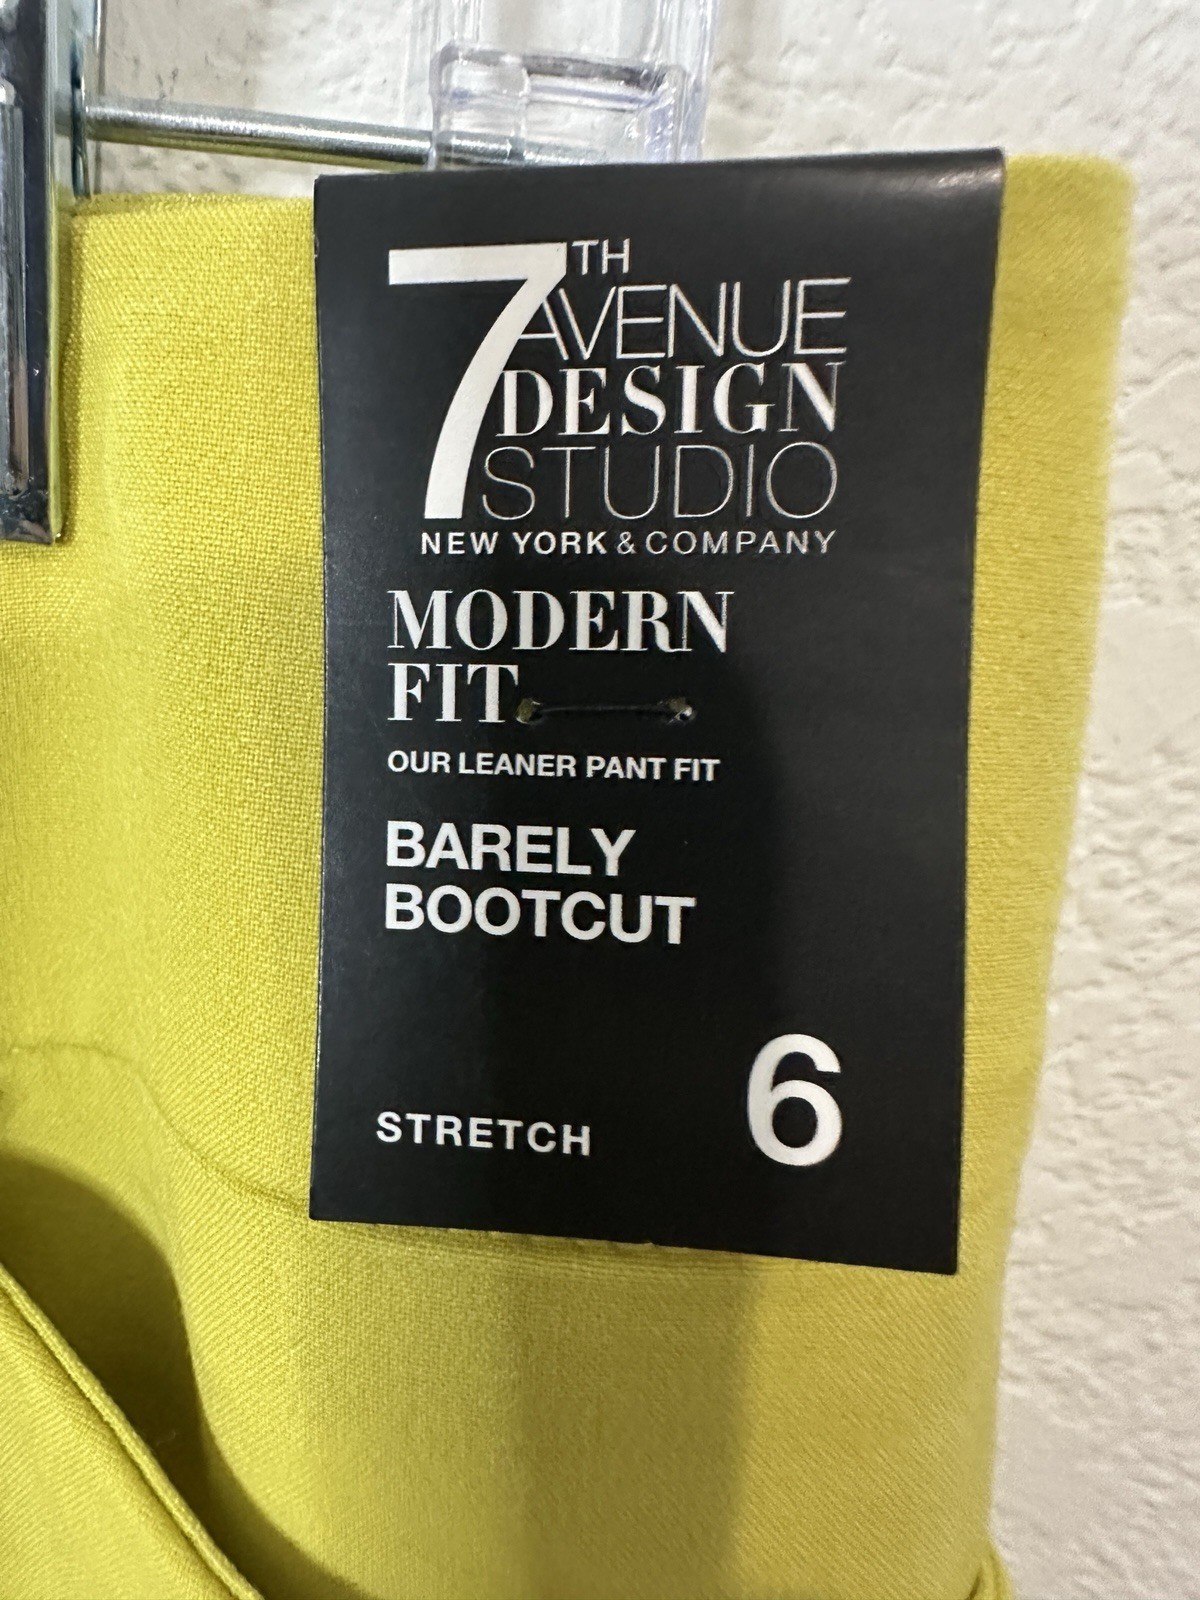 7TH
AVENUE
DESIGN
STUDIO
NEW YORK & COMPANY
MODERN
FIT
OUR LEANER PANT FIT
BARELY
BOOTCUT
STRETCH
6